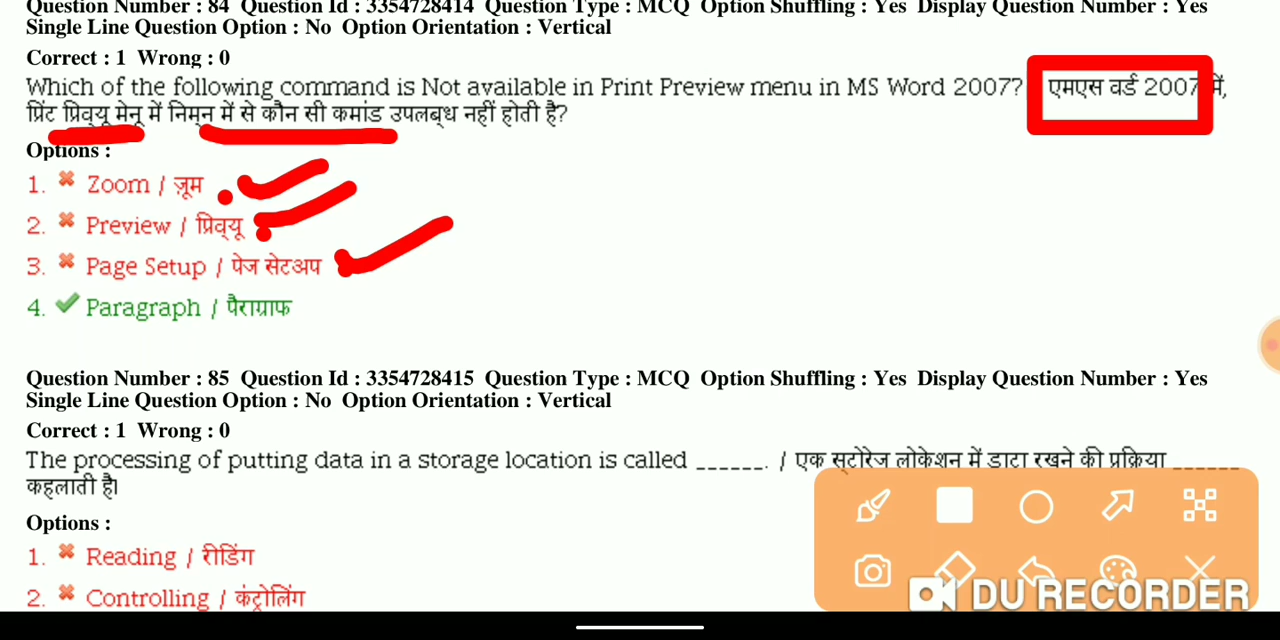 Question Number : 84 Question Id : 3354728414 Question Type : MCQ Option Shuffling : Yes Display Question Number : Yes
Single Line Question Option : No Option Orientation : Vertical
Correct : 1 Wrong : 0
Which of the following command is Not available in Print Preview menu in MS Word 2007? एमएस वर्ड 2007 में,
प्रिंट प्रिव्यू मेनू में निम्न में से कौन सी कमांड उपलब्ध नहीं होती है?
Options :
1. Zoom / ज़ूम
2. Preview / प्रिव्यू
3. Page Setup / पेज सेटअप
4. Paragraph / पैराग्राफ
Question Number : 85 Question Id : 3354728415 Question Type : MCQ Option Shuffling : Yes Display Question Number : Yes
Single Line Question Option : No Option Orientation : Vertical
Correct : 1 Wrong : 0
The processing of putting data in a storage location is called ______. / एक स्टोरेज लोकेशन में डाटा रखने की प्रक्रिया ______
कहलाती है।
Options :
1. Reading / रीडिंग
2. Controlling / कंट्रोलिंग
DU RECORDER